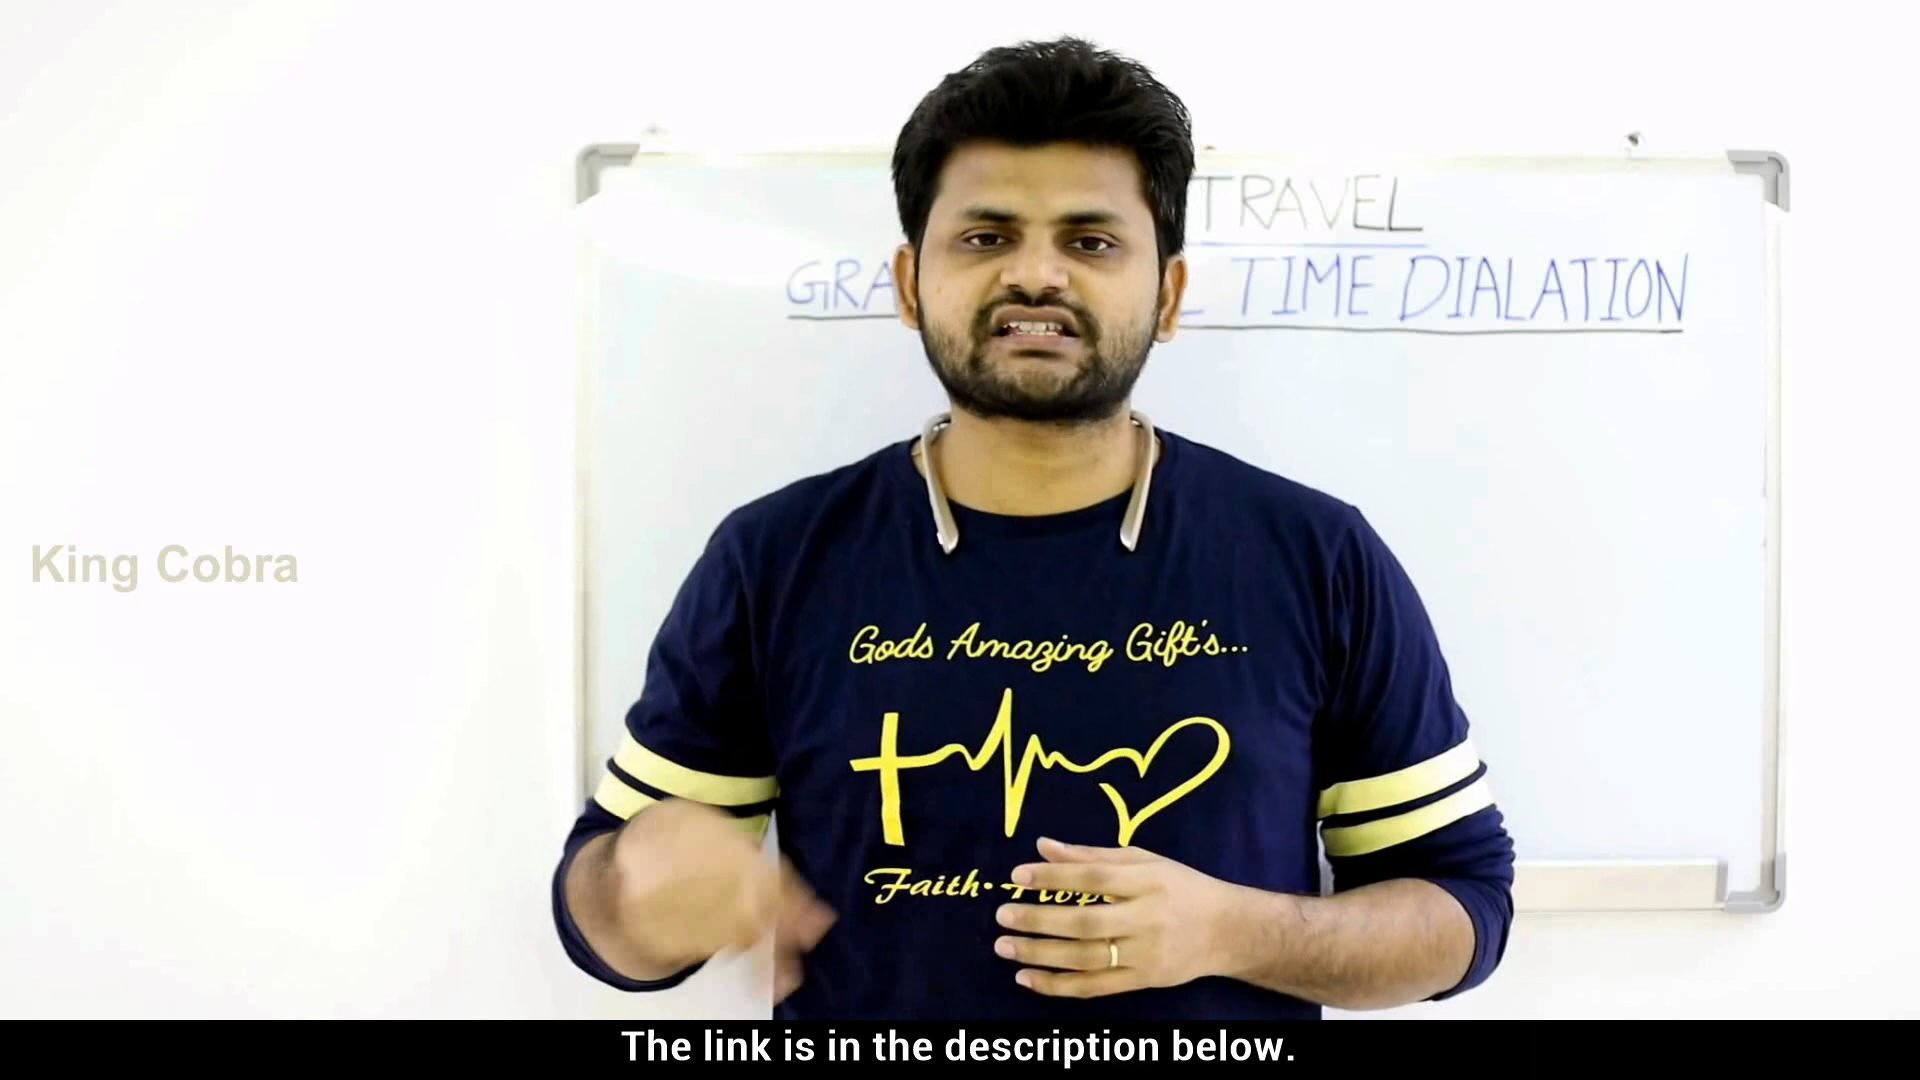 TRAVEL
TIME DIALATION
King Cobra
Gods Amazing Gift's...
Faith.
The link is in the description below.